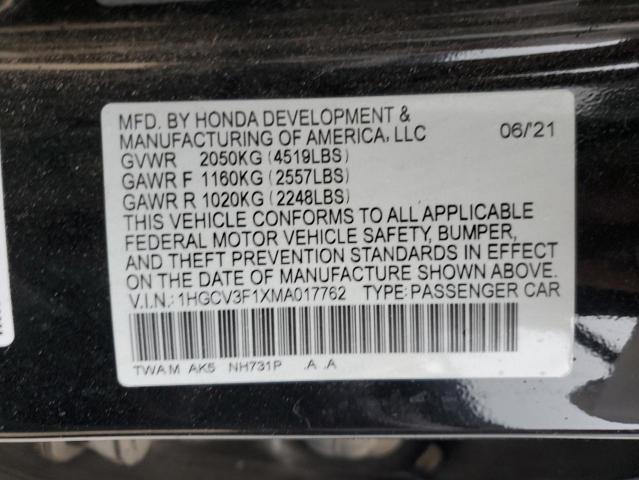 MFD. BY HONDA DEVELOPMENT &
MANUFACTURING OF AMERICA, LLC 06/'21
GVWR 2050KG (4519LBS)
GAWR F 1160KG (2557LBS)
GAWR R 1020KG (2248LBS)
THIS VEHICLE CONFORMS TO ALL APPLICABLE
FEDERAL MOTOR VEHICLE SAFETY, BUMPER,
AND THEFT PREVENTION STANDARDS IN EFFECT
ON THE DATE OF MANUFACTURE SHOWN ABOVE.
V.I.N.: 1HGCV3F1XMA017762 TYPE: PASSENGER CAR
TWA M AK5 NH731P .A .A